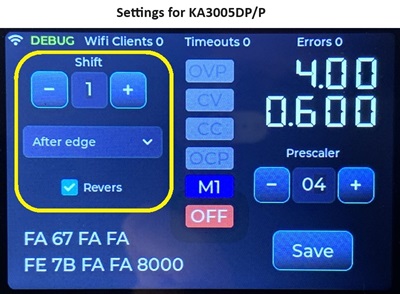 Settings for KA3005DP/P
DEBUG Wifi Clients 0 Timeouts 0 Errors 0
Shift
− 1 +
After edge
Revers
OVP
CV
CC
OCP
M1
OFF
4.00
0.600
Prescaler
− 04 +
FA 67 FA FA
FE 7B FA FA 8000
Save